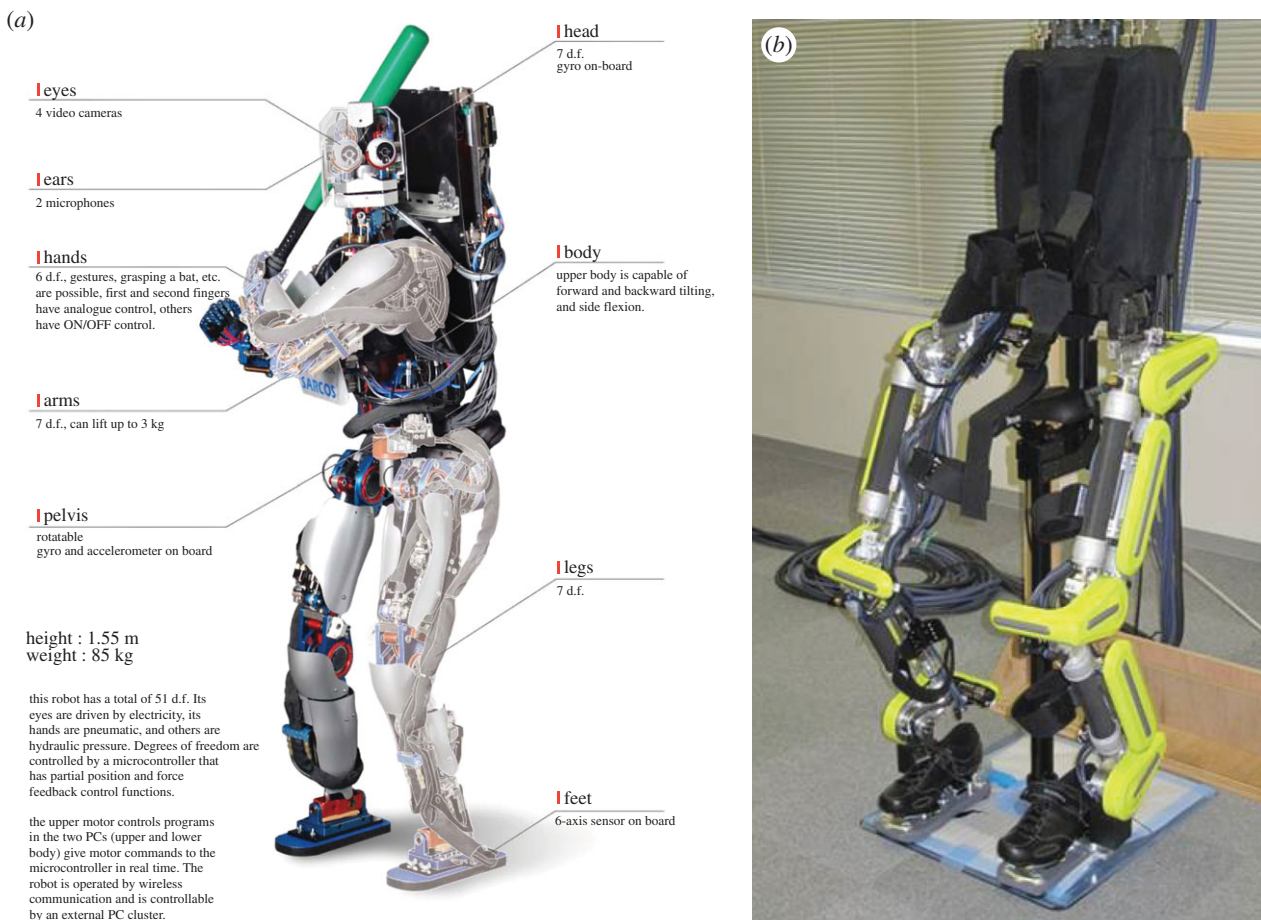 (a)
eyes
4 video cameras
ears
2 microphones
hands
6 d.f., gestures, grasping a bat, etc.
are possible, first and second fingers
have analogue control, others
have ON/OFF control.
arms
7 d.f., can lift up to 3 kg
pelvis
rotatable
gyro and accelerometer on board
height : 1.55 m
weight : 85 kg
this robot has a total of 51 d.f. Its
eyes are driven by electricity, its
hands are pneumatic, and others are
hydraulic pressure. Degrees of freedom are
controlled by a microcontroller that
has partial position and force
feedback control functions.
the upper motor controls programs
in the two PCs (upper and lower
body) give motor commands to the
microcontroller in real time. The
robot is operated by wireless
communication and is controllable
by an external PC cluster.
SARCOS
head
7 d.f.
gyro on-board
body
upper body is capable of
forward and backward tilting,
and side flexion.
legs
7 d.f.
feet
6-axis sensor on board
(b)